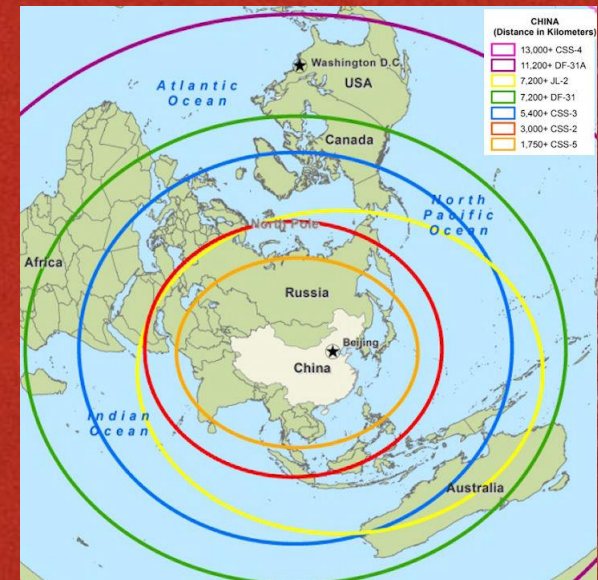 CHINA
(Distance in Kilometers)
13,000+ CSS-4
11,200+ DF-31A
7,200+ JL-2
7,200+ DF-31
5,400+ CSS-3
3,000+ CSS-2
1,750+ CSS-5
Washington D.C.
USA
Atlantic
Ocean
Canada
North
Pacific
Ocean
North Pole
Africa
Russia
Beijing
China
Indian
Ocean
Australia